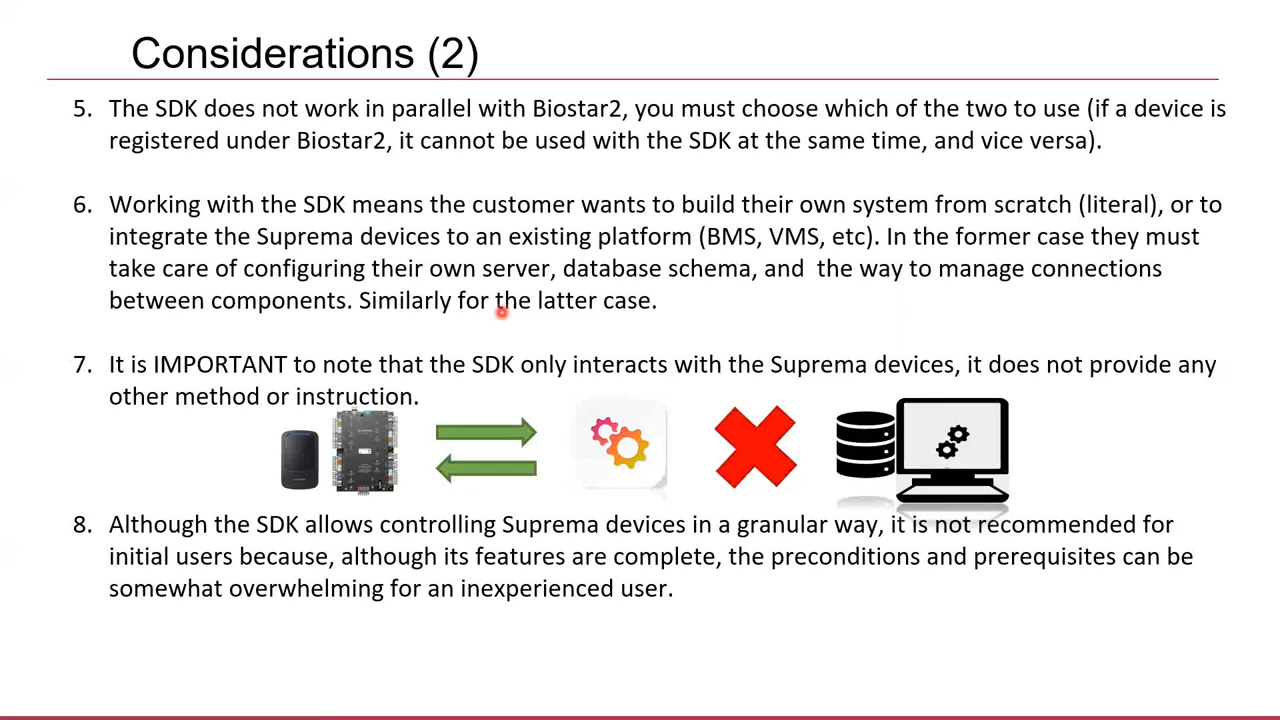 Considerations (2)
5. The SDK does not work in parallel with Biostar2, you must choose which of the two to use (if a device is
registered under Biostar2, it cannot be used with the SDK at the same time, and vice versa).
6. Working with the SDK means the customer wants to build their own system from scratch (literal), or to
integrate the Suprema devices to an existing platform (BMS, VMS, etc). In the former case they must
take care of configuring their own server, database schema, and  the way to manage connections
between components. Similarly for the latter case.
7. It is IMPORTANT to note that the SDK only interacts with the Suprema devices, it does not provide any
other method or instruction.
8. Although the SDK allows controlling Suprema devices in a granular way, it is not recommended for
initial users because, although its features are complete, the preconditions and prerequisites can be
somewhat overwhelming for an inexperienced user.